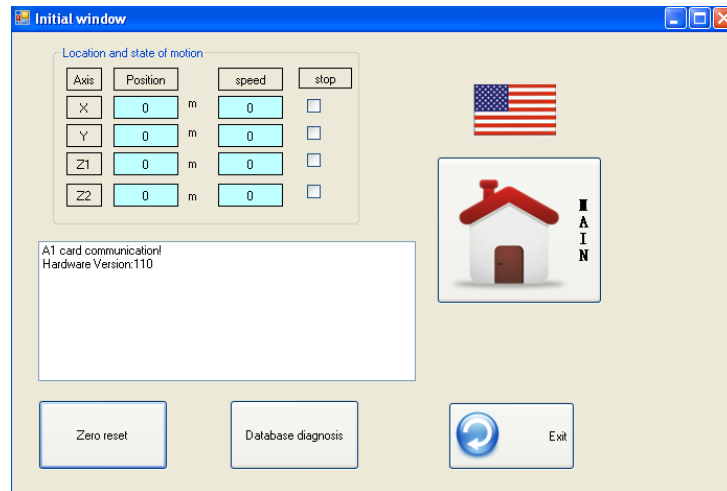 Initial window
Location and state of motion
Axis Position speed stop
X 0 m 0
Y 0 m 0
Z1 0 m 0
Z2 0 m 0
MAIN
A1 card communication!
Hardware Version:110
Zero reset
Database diagnosis
Exit